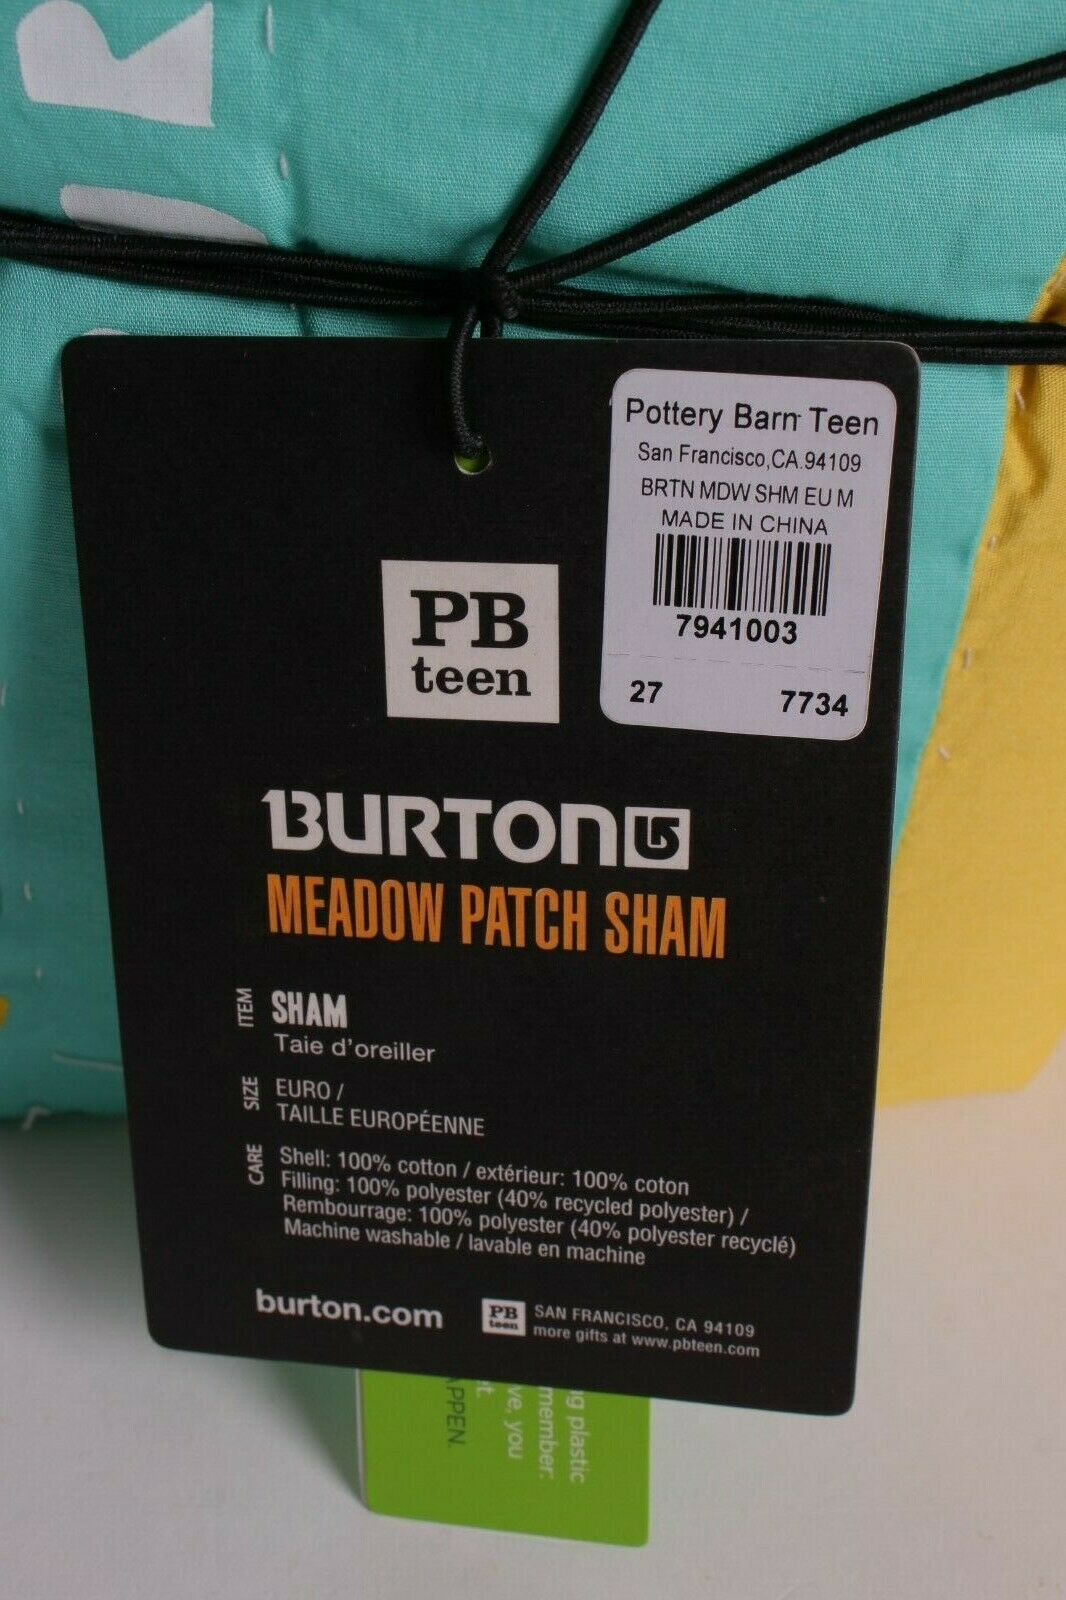 Pottery Barn Teen
San Francisco,CA.94109
BRTN MDW SHM EU M
MADE IN CHINA
7941003
27 7734
PB
teen
BURTON
MEADOW PATCH SHAM
ITEM
SHAM
Taie d'oreiller
SIZE
EURO /
TAILLE EUROPÉENNE
CARE
Shell: 100% cotton / extérieur: 100% coton
Filling: 100% polyester (40% recycled polyester) /
Rembourrage: 100% polyester (40% polyester recyclé)
Machine washable / lavable en machine
burton.com
PB
teen
SAN FRANCISCO, CA 94109
more gifts at www.pbteen.com
plastic
you